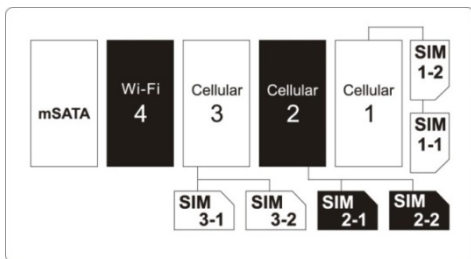 mSATA
Wi-Fi
4
Cellular
3
Cellular
2
Cellular
1
SIM
1-2
SIM
1-1
SIM
3-1
SIM
3-2
SIM
2-1
SIM
2-2